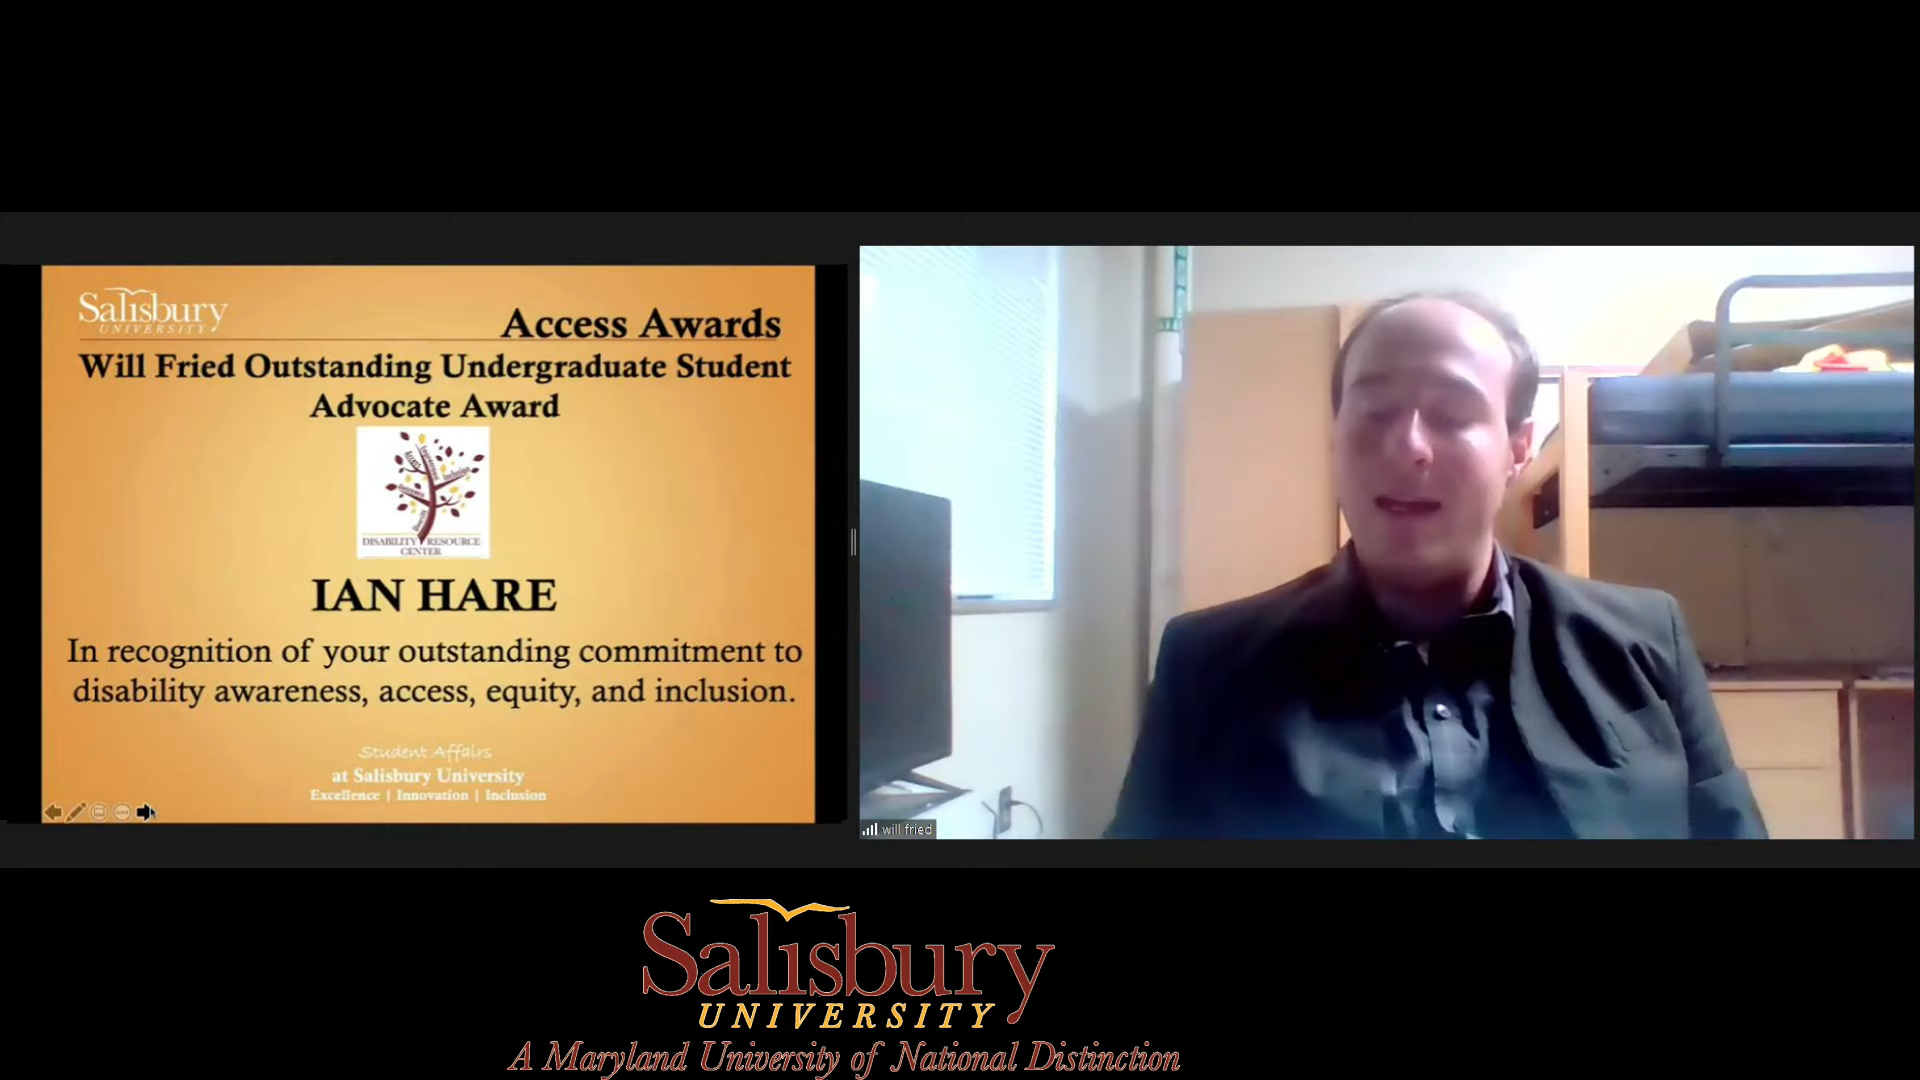 Salisbury
UNIVERSITY
Access Awards
Will Fried Outstanding Undergraduate Student
Advocate Award
DISABILITY RESOURCE
CENTER
IAN HARE
In recognition of your outstanding commitment to
disability awareness, access, equity, and inclusion.
Student Affairs
at Salisbury University
Excellence | Innovation | Inclusion
will fried
Salisbury
UNIVERSITY
A Maryland University of National Distinction